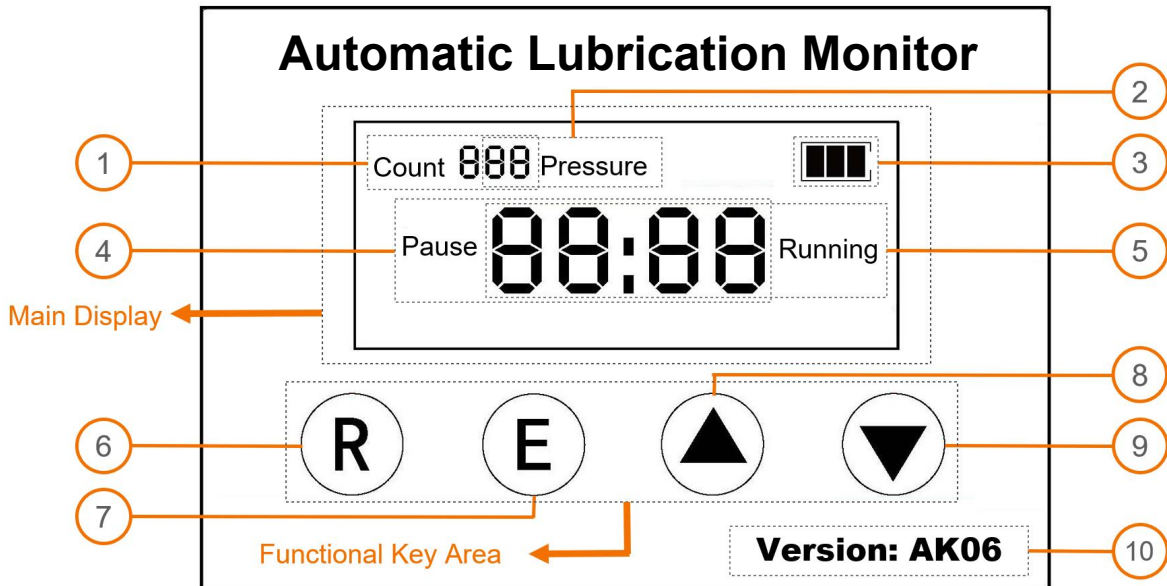 Automatic Lubrication Monitor
2
1
Count 888 Pressure
3
4
Pause 88:88 Running
5
Main Display
8
6
R E
9
7
Functional Key Area
Version: AK06
10